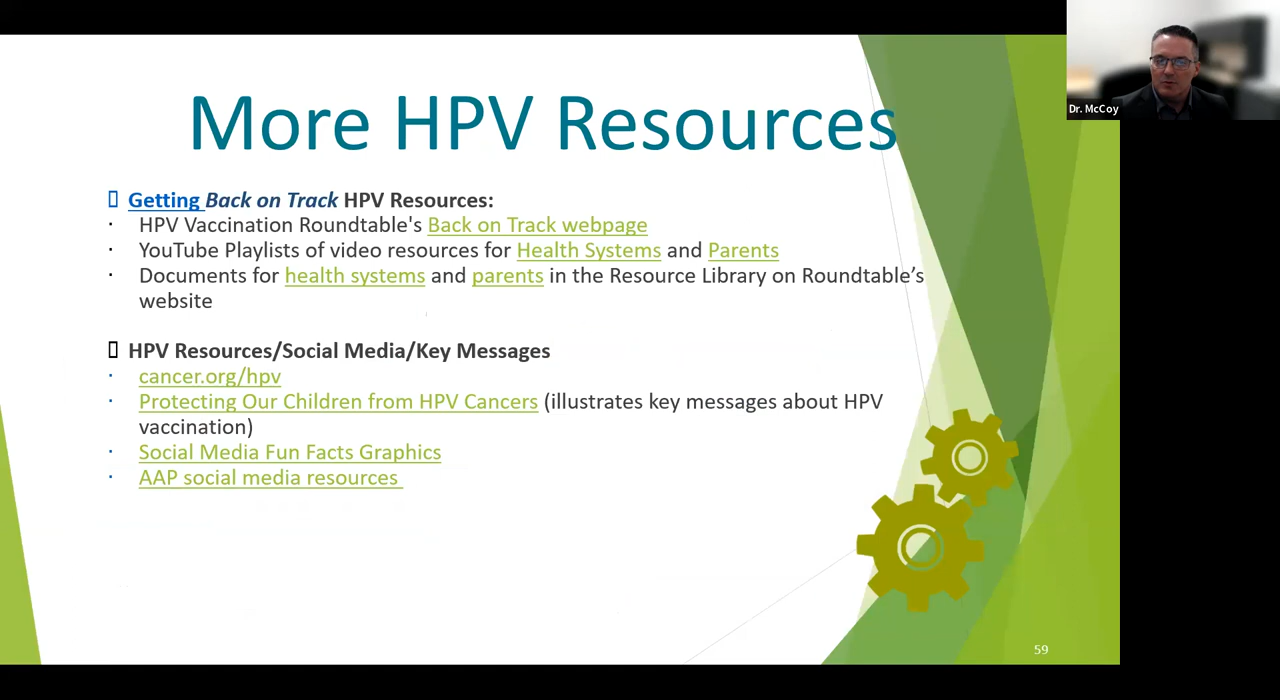 More HPV Resources
Dr. McCoy
Getting Back on Track HPV Resources:
· HPV Vaccination Roundtable's Back on Track webpage
· YouTube Playlists of video resources for Health Systems and Parents
· Documents for health systems and parents in the Resource Library on Roundtable’s
website
HPV Resources/Social Media/Key Messages
· cancer.org/hpv
· Protecting Our Children from HPV Cancers (illustrates key messages about HPV
vaccination)
· Social Media Fun Facts Graphics
· AAP social media resources
59